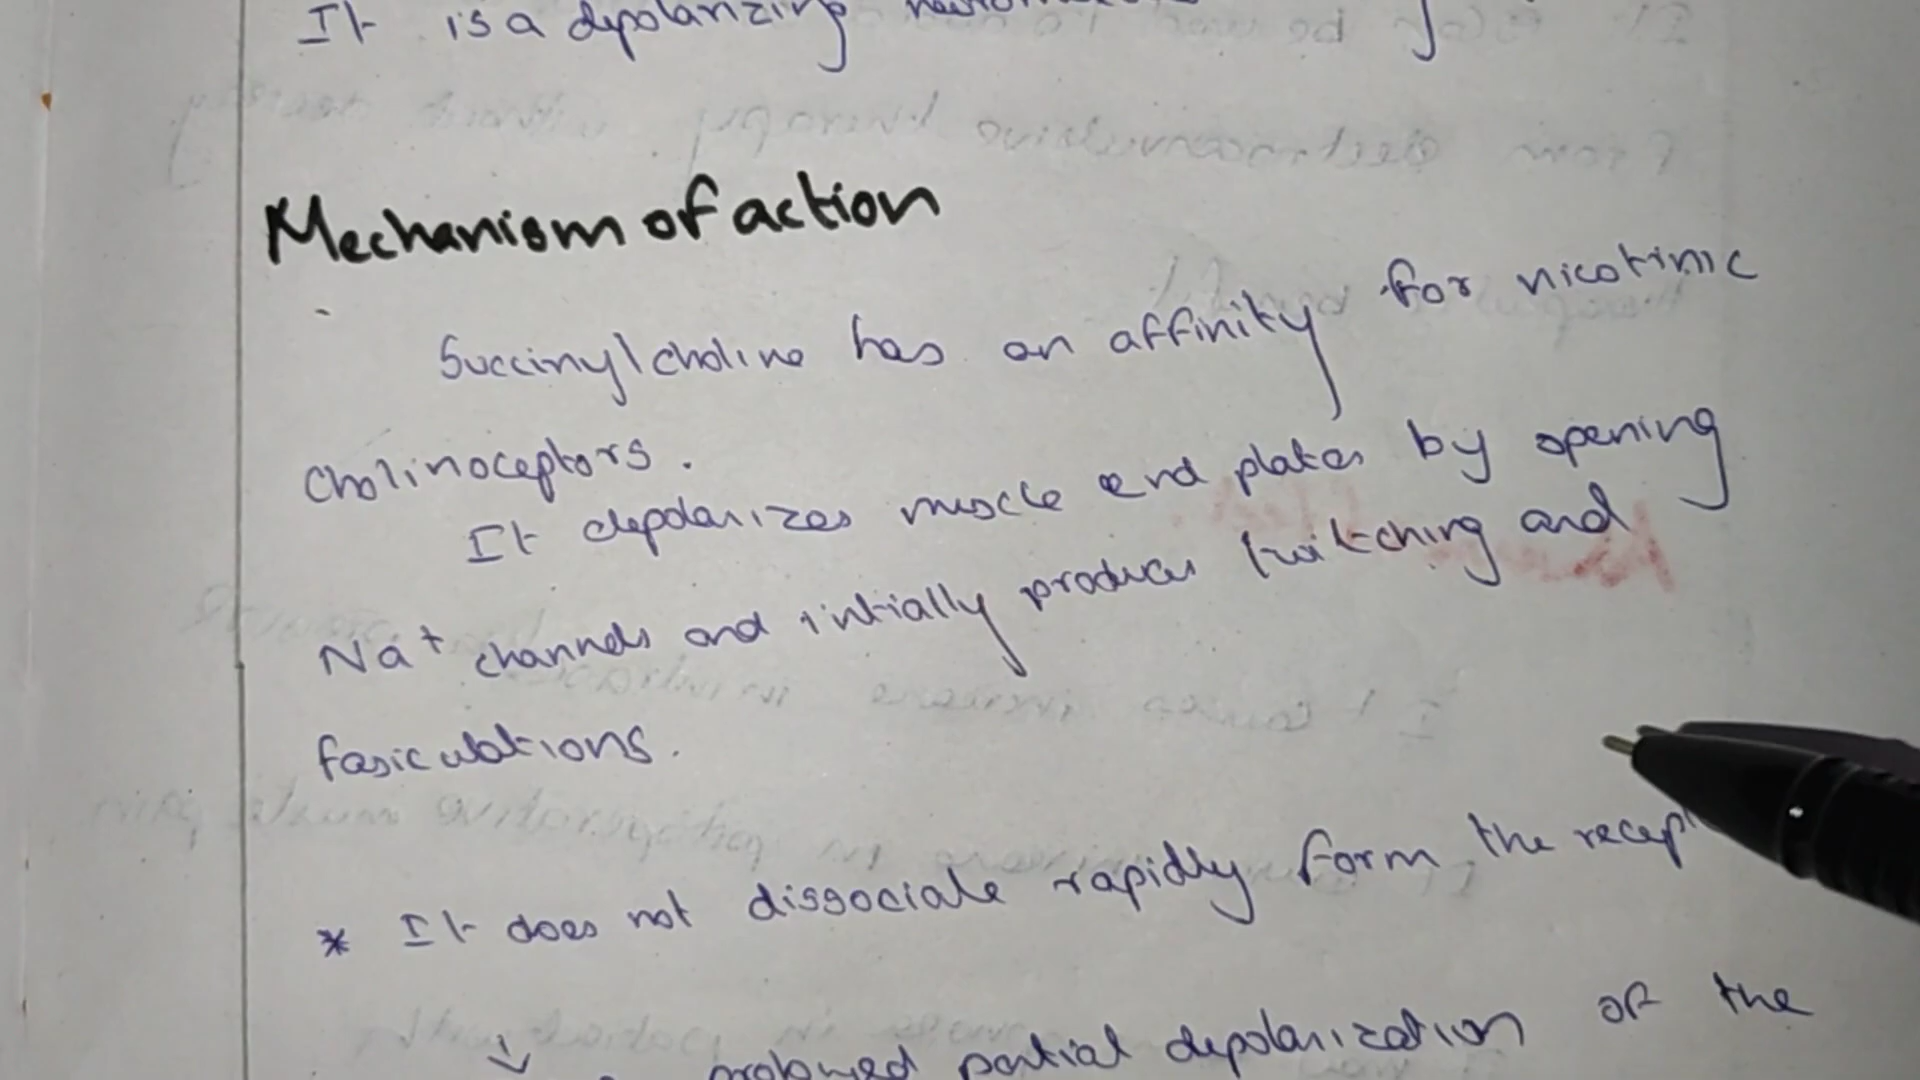 It is a depolarizing
Mechanism of action
Succinylcholine has an affinity for nicotinic
cholinoceptors.
It depolarizes muscle end plates by opening
Na+ channels and initially produces twitching and
fasiculations.
* It does not dissociate rapidly form the recep
↓ prolonged partial depolarization of the